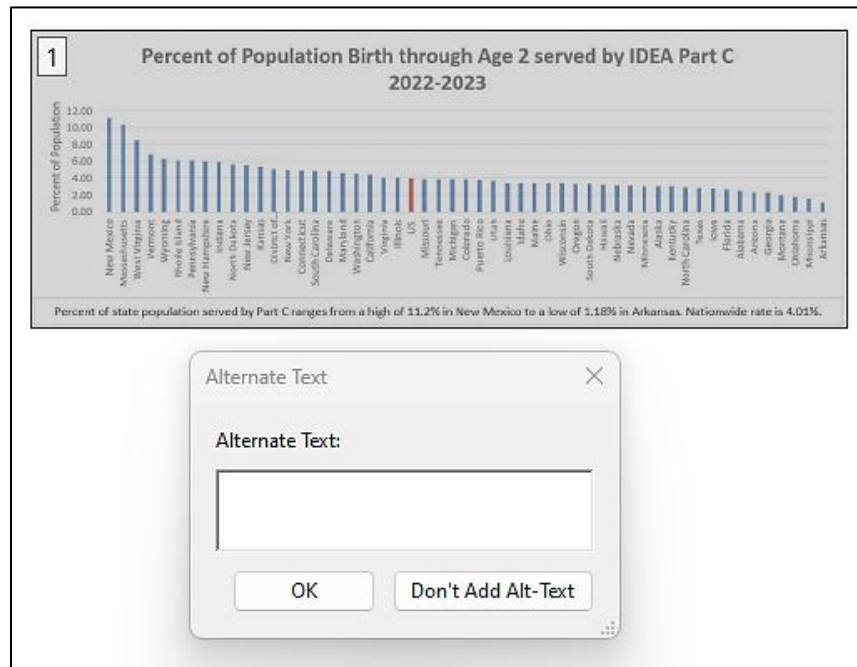 1
Percent of Population Birth through Age 2 served by IDEA Part C
2022-2023
Percent of Population
12.00
10.00
8.00
6.00
4.00
2.00
0.00
New Mexico
Massachusetts
West Virginia
Vermont
Wyoming
Rhode Island
Pennsylvania
New Hampshire
Indiana
North Dakota
New Jersey
Kansas
District of...
New York
Connecticut
South Carolina
Delaware
Maryland
Washington
California
Virginia
Illinois
US
Missouri
Tennessee
Michigan
Colorado
Puerto Rico
Utah
Louisiana
Idaho
Maine
Ohio
Wisconsin
Oregon
South Dakota
Hawaii
Nebraska
Nevada
Minnesota
Alaska
Kentucky
North Carolina
Texas
Iowa
Florida
Alabama
Arizona
Georgia
Montana
Oklahoma
Mississippi
Arkansas
Percent of state population served by Part C ranges from a high of 11.2% in New Mexico to a low of 1.18% in Arkansas. Nationwide rate is 4.01%.
Alternate Text
Alternate Text:
OK
Don't Add Alt-Text